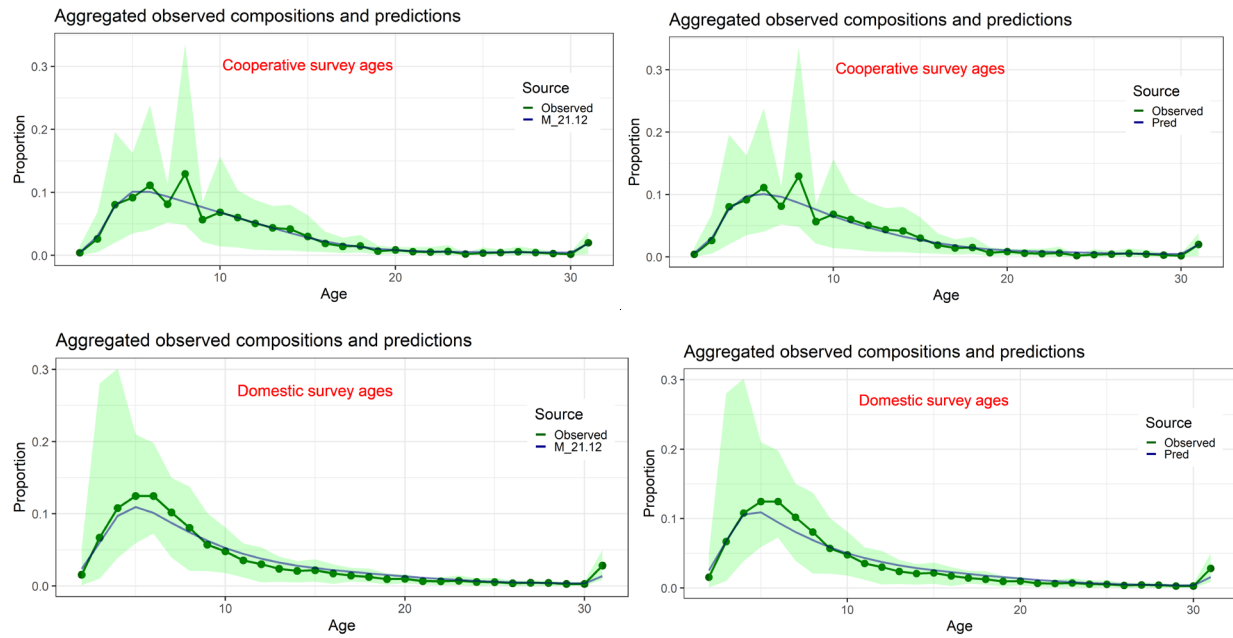 Aggregated observed compositions and predictions
Cooperative survey ages
Source
Observed
M_21.12
Proportion
0.3
0.2
0.1
0.0
10
20
30
Age
Aggregated observed compositions and predictions
Cooperative survey ages
Source
Observed
Pred
Proportion
0.3
0.2
0.1
0.0
10
20
30
Age
Aggregated observed compositions and predictions
Domestic survey ages
Source
Observed
M_21.12
Proportion
0.3
0.2
0.1
0.0
10
20
30
Age
Aggregated observed compositions and predictions
Domestic survey ages
Source
Observed
Pred
Proportion
0.3
0.2
0.1
0.0
10
20
30
Age